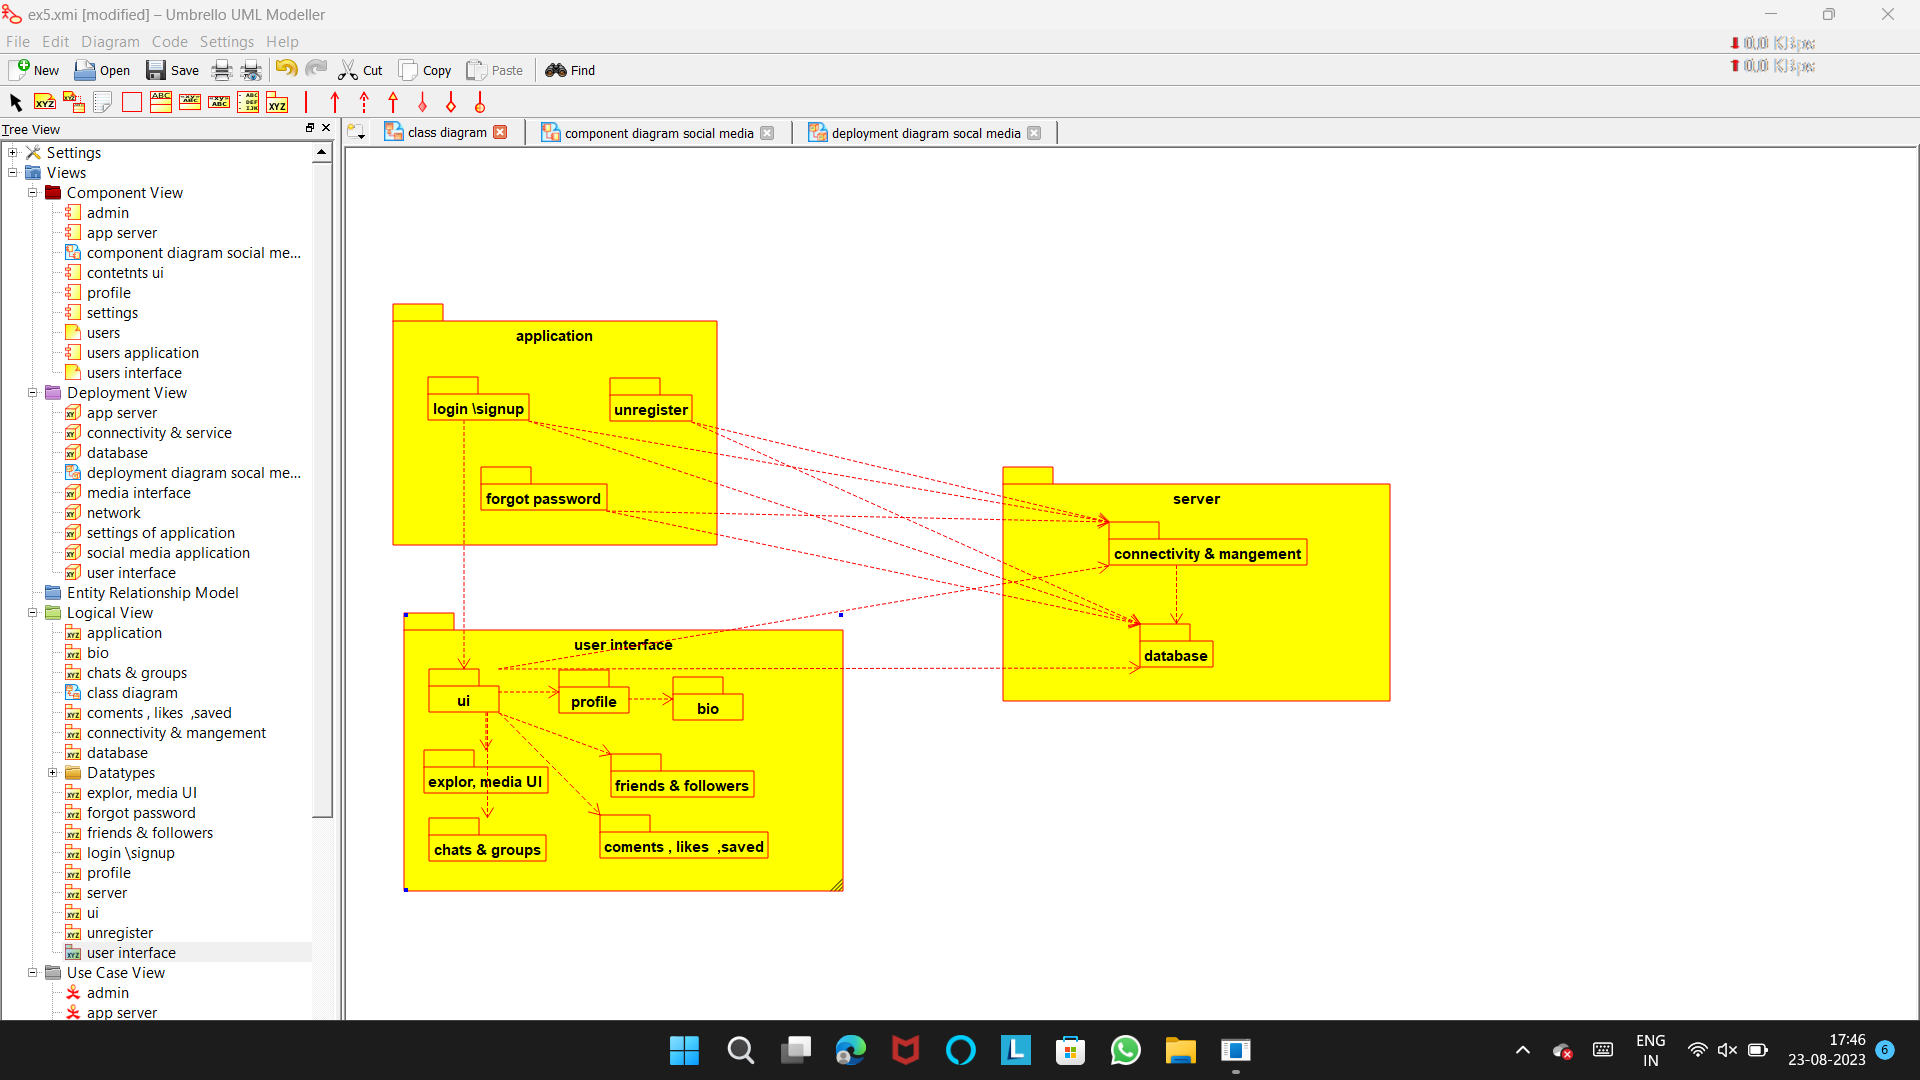 ex5.xmi [modified] – Umbrello UML Modeller
File Edit Diagram Code Settings Help
New Open Save Cut Copy Paste Find
Tree View
class diagram
component diagram social media
deployment diagram socal media
Settings
Views
Component View
admin
app server
component diagram social me...
contetnts ui
profile
settings
users
users application
users interface
Deployment View
app server
connectivity & service
database
deployment diagram socal me...
media interface
network
settings of application
social media application
user interface
Entity Relationship Model
Logical View
application
bio
chats & groups
class diagram
coments , likes ,saved
connectivity & mangement
database
Datatypes
explor, media UI
forgot password
friends & followers
login \signup
profile
server
ui
unregister
user interface
Use Case View
admin
app server
application
login \signup
unregister
forgot password
server
connectivity & mangement
database
user interface
ui
profile
bio
explor, media UI
friends & followers
chats & groups
coments , likes ,saved
ENG
IN
17:46
23-08-2023
6